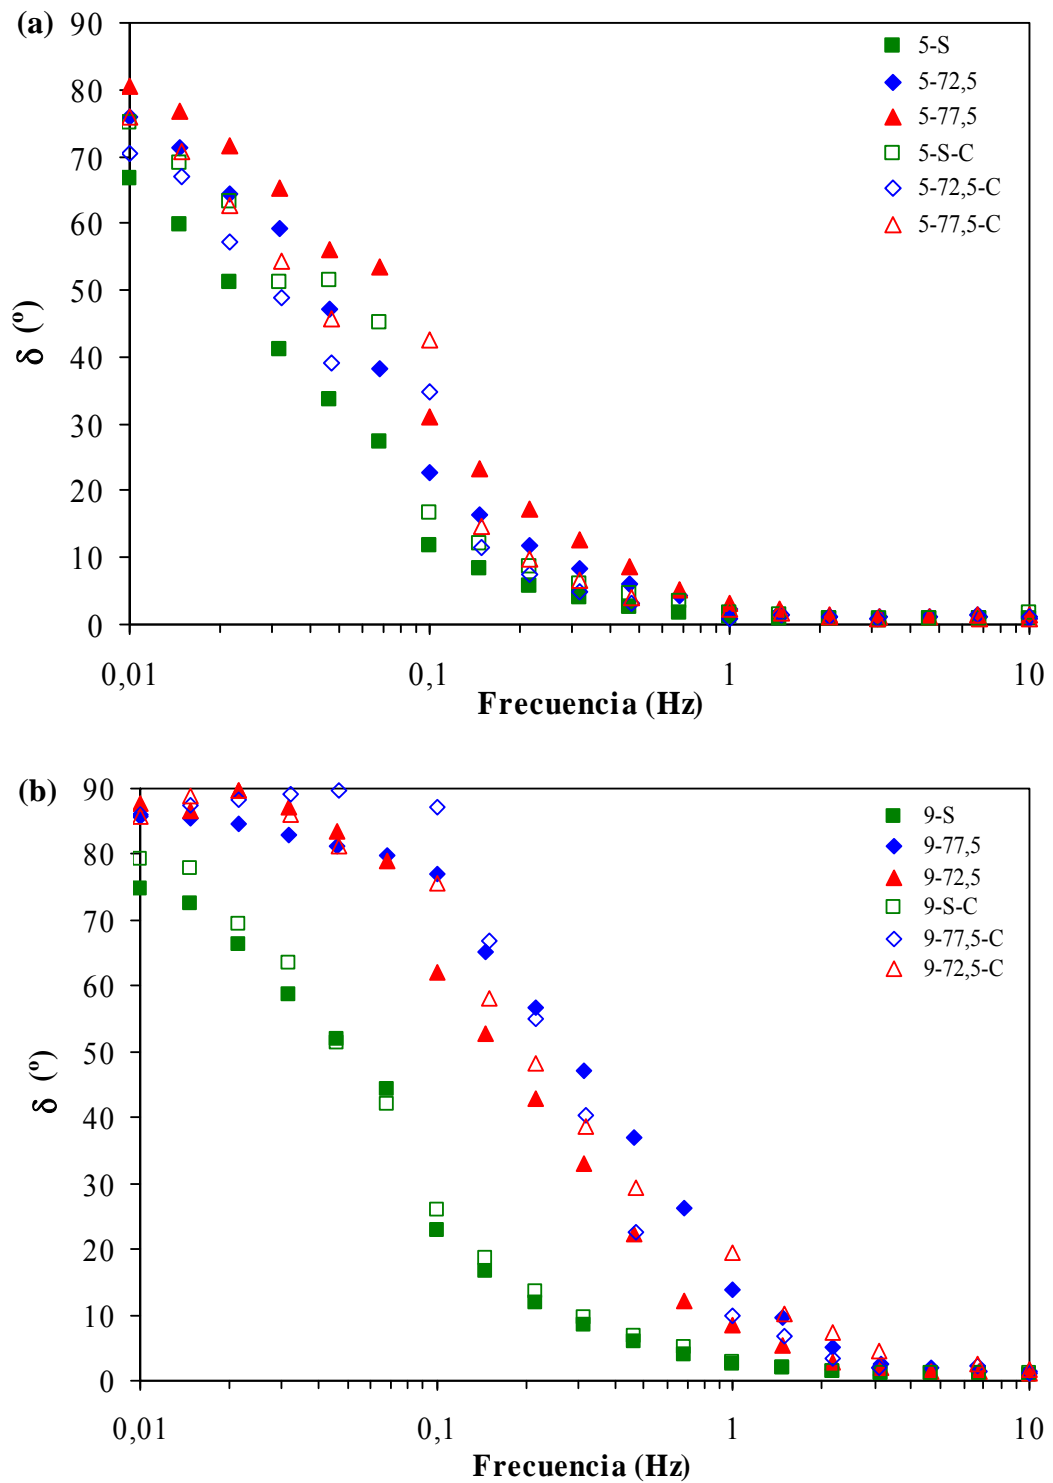 (a)
90
80
70
60
50
40
30
20
10
0
δ (º)
0,01
0,1
1
10
Frecuencia (Hz)
5-S
5-72,5
5-77,5
5-S-C
5-72,5-C
5-77,5-C
(b)
90
80
70
60
50
40
30
20
10
0
δ (º)
0,01
0,1
1
10
Frecuencia (Hz)
9-S
9-77,5
9-72,5
9-S-C
9-77,5-C
9-72,5-C